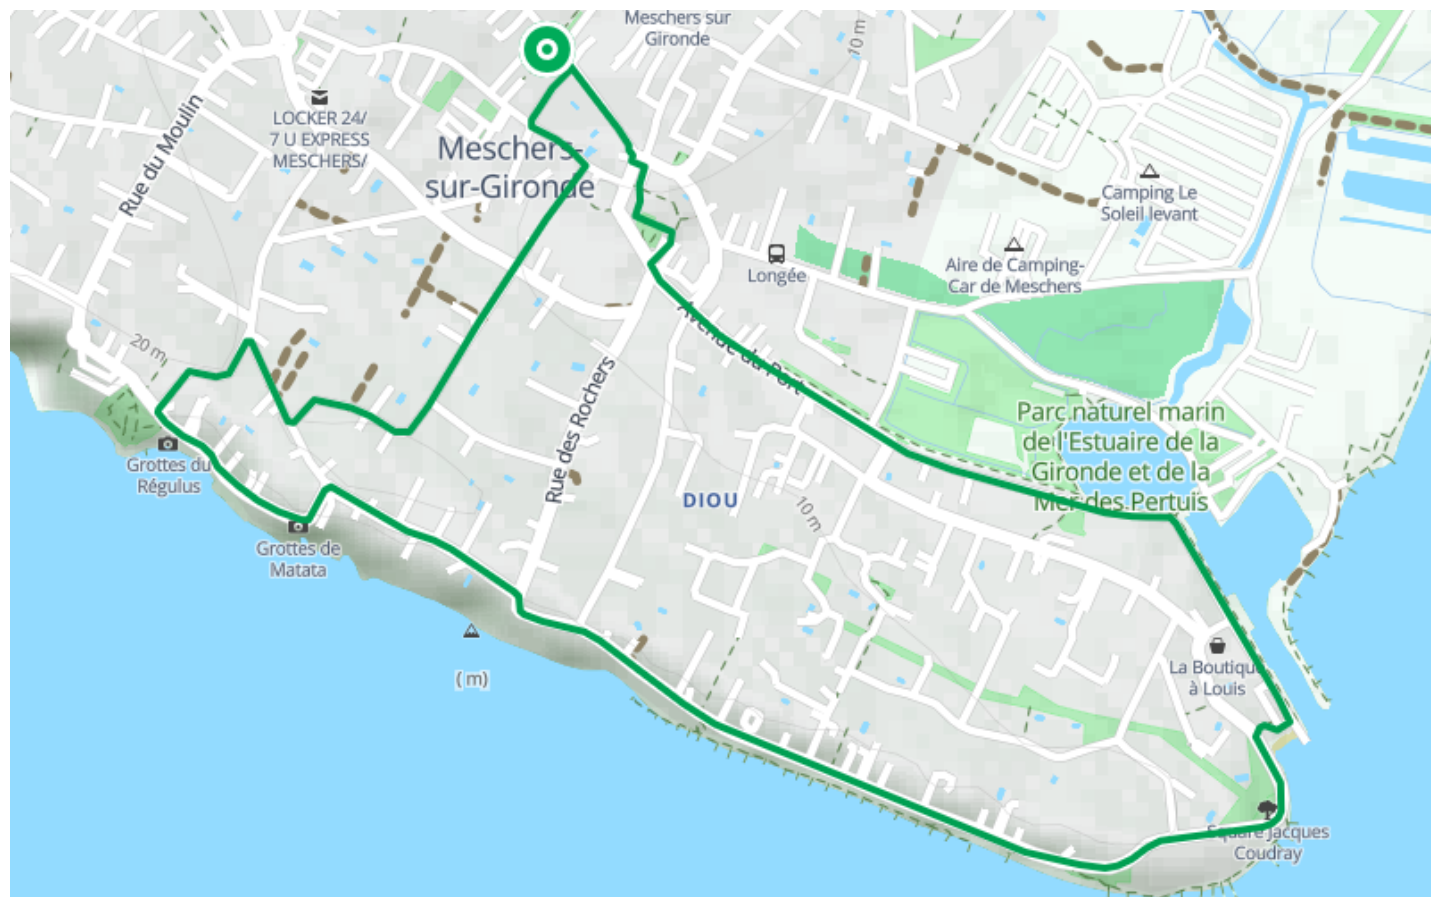 Meschers sur
Gironde
10 m
Rue du Moulin
LOCKER 24/
7 U EXPRESS
MESCHERS/
Meschers-
sur-Gironde
Camping Le
Soleil levant
Longée
Aire de Camping-
Car de Meschers
20 m
Avenue du Port
Rue des Rochers
Parc naturel marin
de l'Estuaire de la
Gironde et de la
Mer des Pertuis
Grottes du
Régulus
DIOU
10 m
Grottes de
Matata
( m)
La Boutique
à Louis
Square Jacques
Coudray